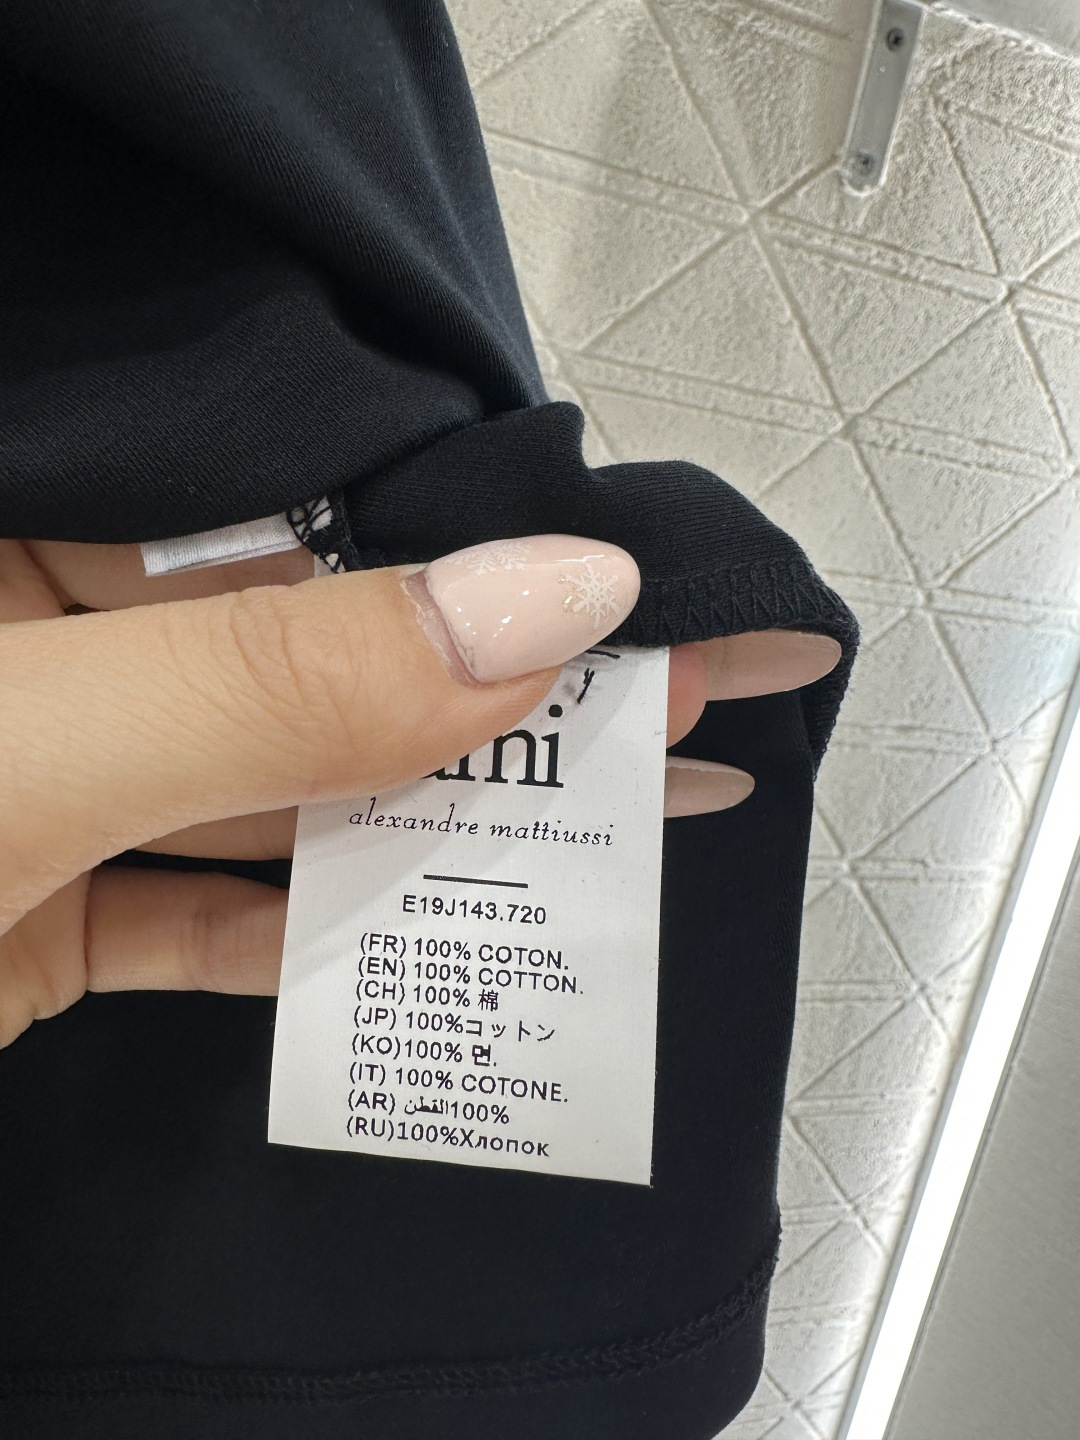 ami
alexandre mattiussi
E19J143.720
(FR) 100% COTON.
(EN) 100% COTTON.
(CH) 100% 棉
(JP) 100%コットン
(KO)100% 면.
(IT) 100% COTONE.
(AR) القطن100%
(RU)100%Хлопок